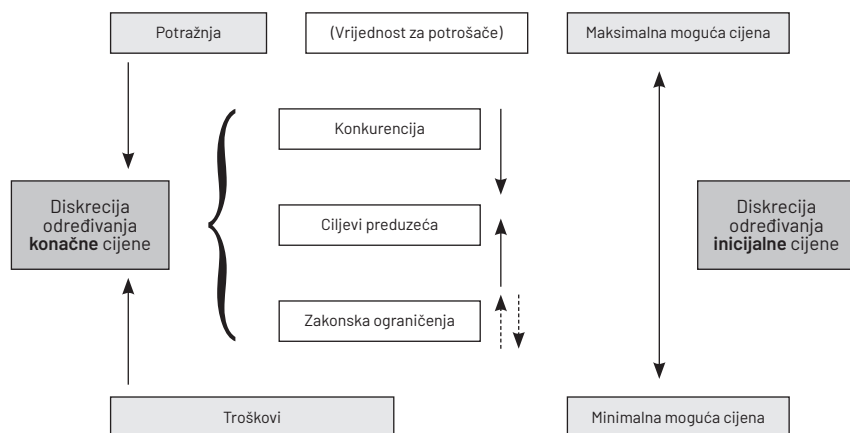 Potražnja
(Vrijednost za potrošače)
Maksimalna moguća cijena
Konkurencija
Diskrecija
određivanja
konačne cijene
Ciljevi preduzeća
Diskrecija
određivanja
inicijalne cijene
Zakonska ograničenja
Troškovi
Minimalna moguća cijena